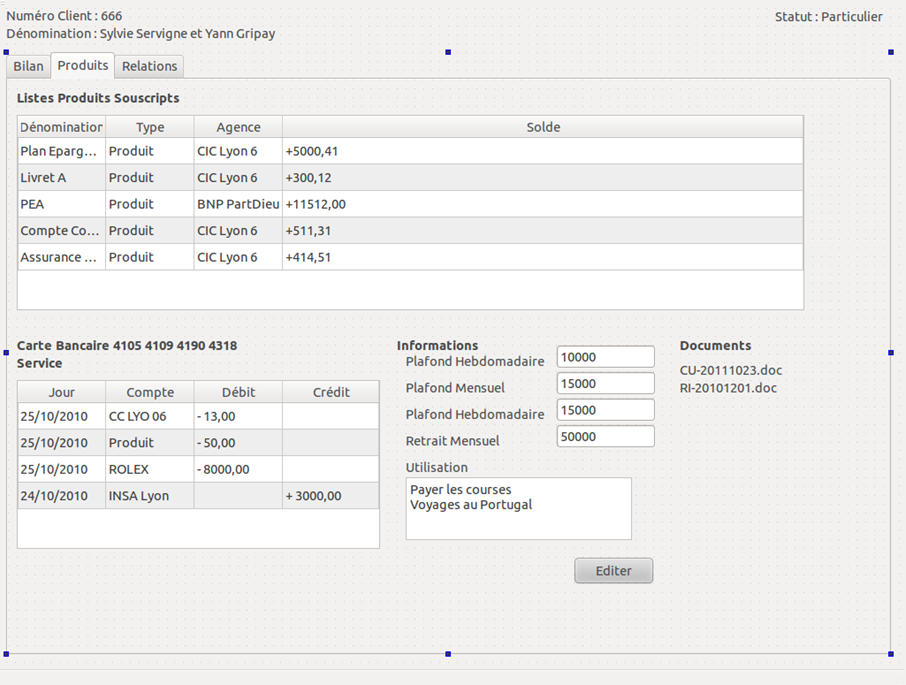 Numéro Client : 666
Statut : Particulier
Dénomination : Sylvie Servigne et Yann Gripay
Bilan Produits Relations
Listes Produits Souscripts
Dénomination Type Agence Solde
Plan Eparg... Produit CIC Lyon 6 +5000,41
Livret A Produit CIC Lyon 6 +300,12
PEA Produit BNP PartDieu +11512,00
Compte Co... Produit CIC Lyon 6 +511,31
Assurance ... Produit CIC Lyon 6 +414,51
Carte Bancaire 4105 4109 4190 4318
Service
Jour Compte Débit Crédit
25/10/2010 CC LYO 06 - 13,00
25/10/2010 Produit - 50,00
25/10/2010 ROLEX - 8000,00
24/10/2010 INSA Lyon + 3000,00
Informations
Plafond Hebdomadaire 10000
Plafond Mensuel 15000
Plafond Hebdomadaire 15000
Retrait Mensuel 50000
Utilisation
Payer les courses
Voyages au Portugal
Editer
Documents
CU-20111023.doc
RI-20101201.doc